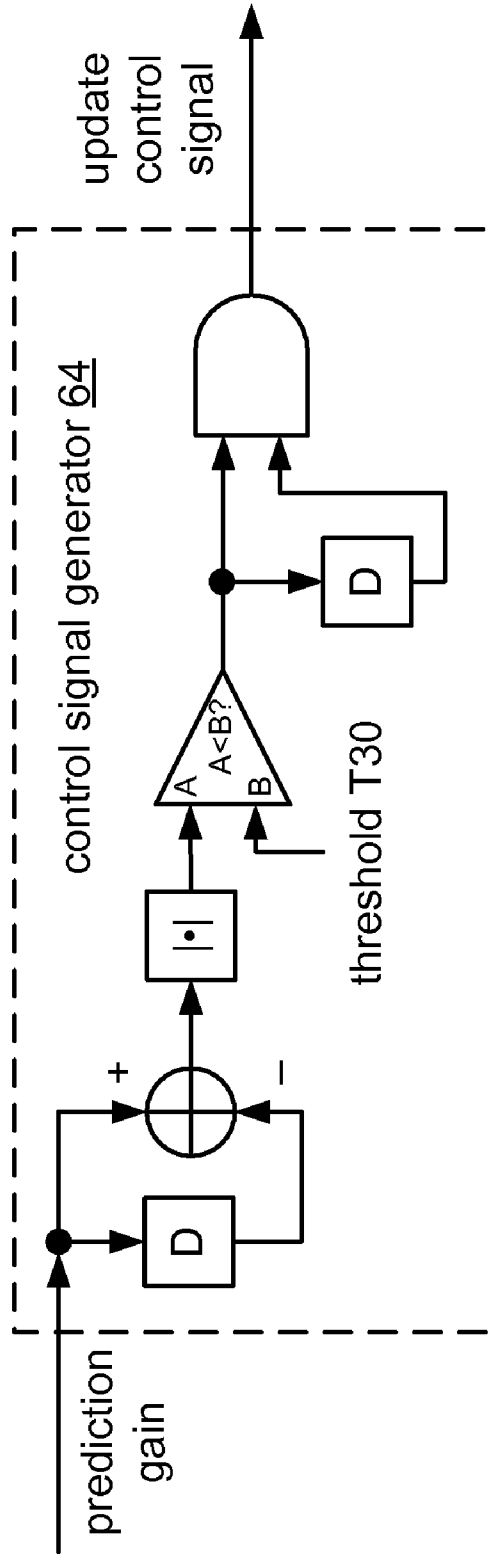 prediction
gain
D
+
−
|•|
control signal generator 64
A
A<B?
B
threshold T30
D
update
control
signal